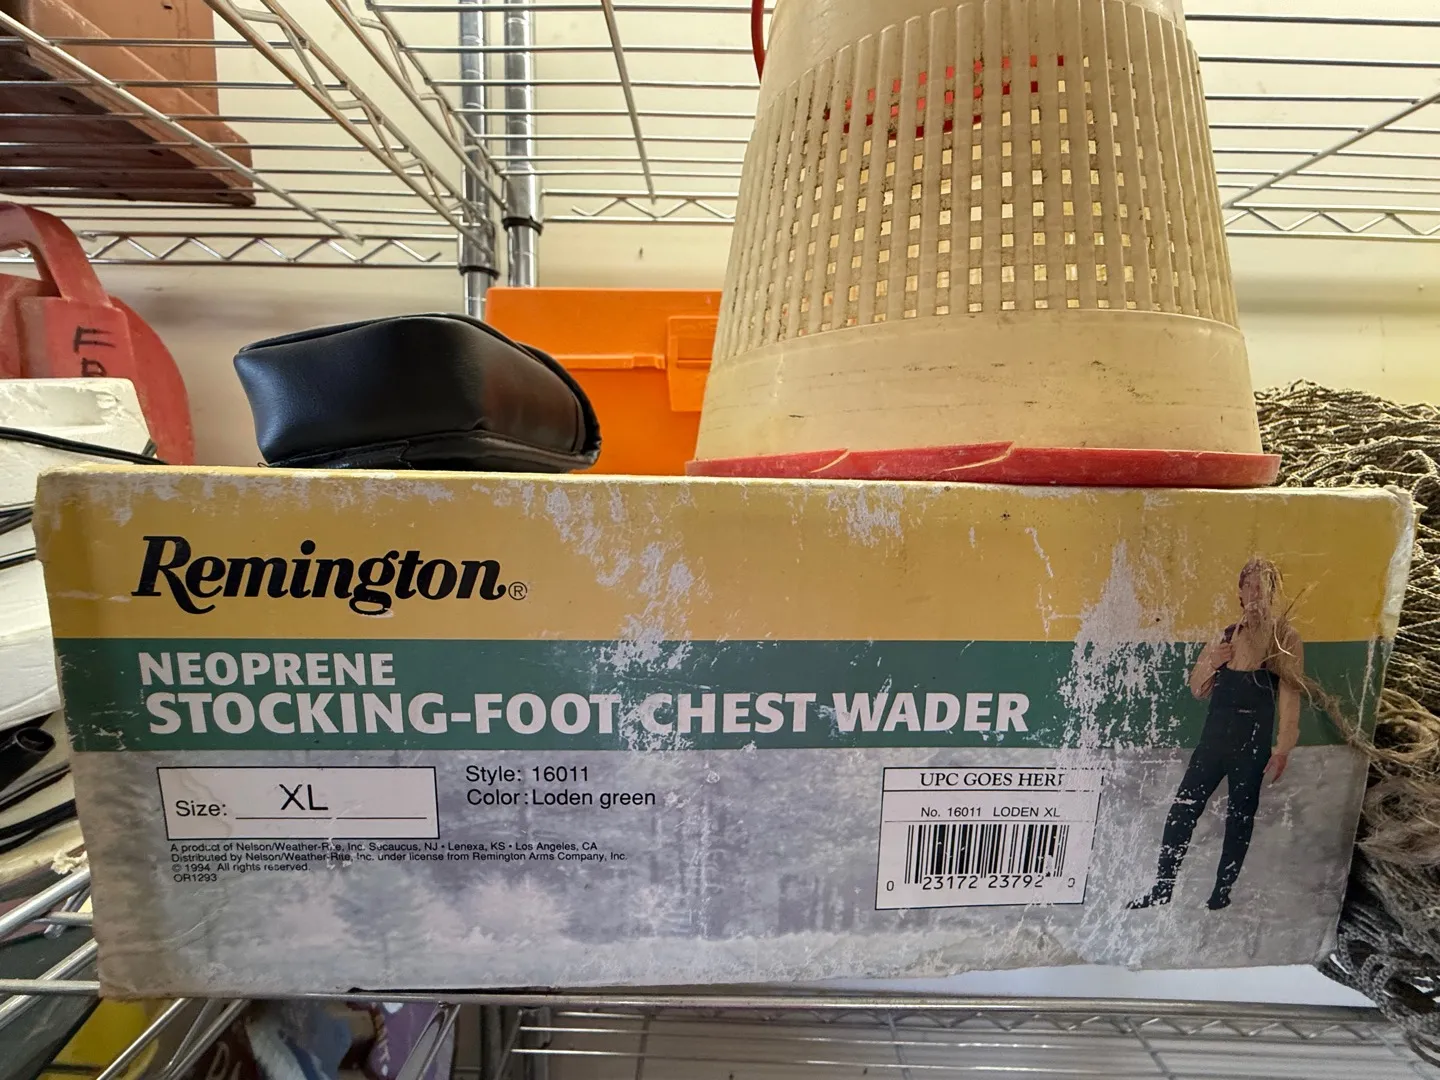 Remington®
NEOPRENE
STOCKING-FOOT CHEST WADER
Size: XL
Style: 16011
Color: Loden green
A product of Nelson/Weather-Rite, Inc. Secaucus, NJ • Lenexa, KS • Los Angeles, CA
Distributed by Nelson/Weather-Rite, Inc. under license from Remington Arms Company, Inc.
© 1994 All rights reserved.
OR1293
UPC GOES HERE
No. 16011 LODEN XL
0 23172 23792 0